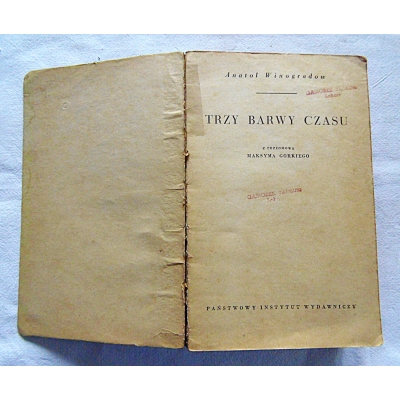 Anatol Winogradow
TRZY BARWY CZASU
Z PRZEDMOWĄ
MAKSYMA GORKIEGO
PAŃSTWOWY INSTYTUT WYDAWNICZY